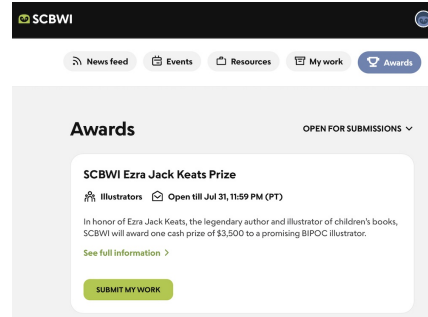 SCBWI
News feed Events Resources My work Awards
Awards
OPEN FOR SUBMISSIONS
SCBWI Ezra Jack Keats Prize
Illustrators Open till Jul 31, 11:59 PM (PT)
In honor of Ezra Jack Keats, the legendary author and illustrator of children's books,
SCBWI will award one cash prize of $3,500 to a promising BIPOC illustrator.
See full information >
SUBMIT MY WORK